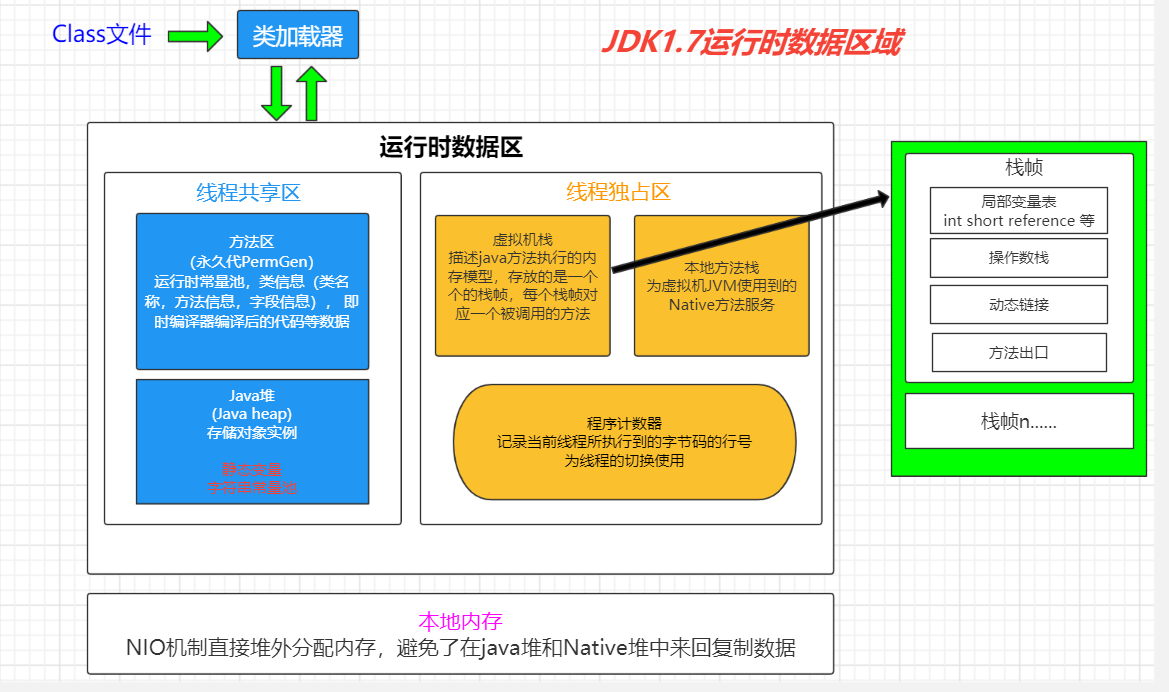 Class文件
类加载器
JDK1.7运行时数据区域
运行时数据区
线程共享区
方法区
(永久代PermGen)
运行时常量池，类信息（类名
称，方法信息，字段信息），即
时编译器编译后的代码等数据
Java堆
(Java heap)
存储对象实例
静态变量
字符串常量池
线程独占区
虚拟机栈
描述java方法执行的内
存模型，存放的是一个
个的栈帧，每个栈帧对
应一个被调用的方法
本地方法栈
为虚拟机JVM使用到的
Native方法服务
程序计数器
记录当前线程所执行到的字节码的行号
为线程的切换使用
栈帧
局部变量表
int short reference 等
操作数栈
动态链接
方法出口
栈帧n......
本地内存
NIO机制直接堆外分配内存，避免了在java堆和Native堆中来回复制数据